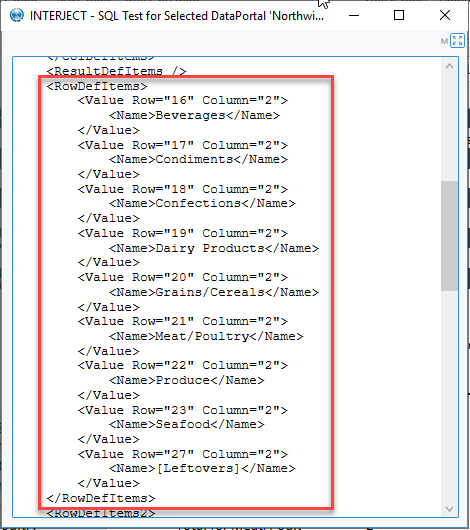 INTERJECT - SQL Test for Selected DataPortal 'Northwi...
M
</ColDefItems>
<ResultDefItems />
<RowDefItems>
<Value Row="16" Column="2">
<Name>Beverages</Name>
</Value>
<Value Row="17" Column="2">
<Name>Condiments</Name>
</Value>
<Value Row="18" Column="2">
<Name>Confections</Name>
</Value>
<Value Row="19" Column="2">
<Name>Dairy Products</Name>
</Value>
<Value Row="20" Column="2">
<Name>Grains/Cereals</Name>
</Value>
<Value Row="21" Column="2">
<Name>Meat/Poultry</Name>
</Value>
<Value Row="22" Column="2">
<Name>Produce</Name>
</Value>
<Value Row="23" Column="2">
<Name>Seafood</Name>
</Value>
<Value Row="27" Column="2">
<Name>[Leftovers]</Name>
</Value>
</RowDefItems>
<RowDefItems2>